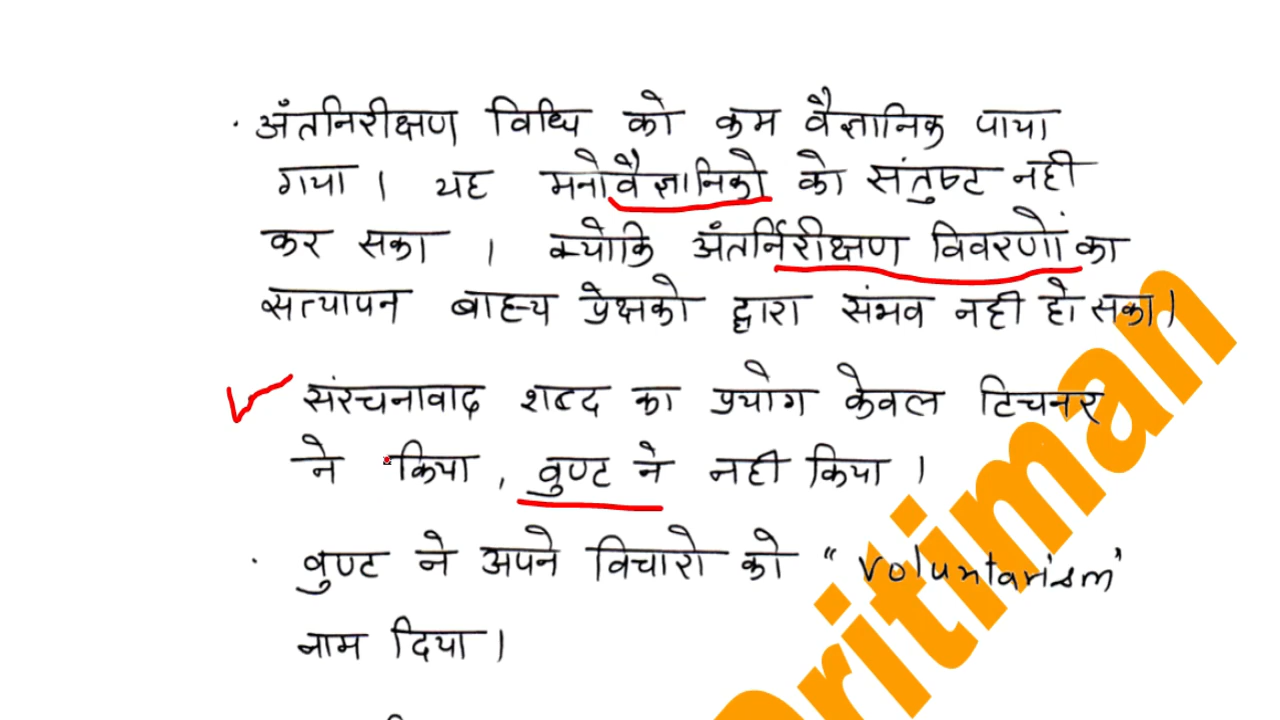 · अंतनिरीक्षण विधि को कम वैज्ञानिक पाया
गया। यह मनोवैज्ञानिको को संतुष्ट नही
कर सका । क्योकि अंतर्निरीक्षण विवरणों का
सत्यापन बाह्य प्रेक्षको द्वारा संभव नही हो सका।
संरचनावाद शब्द का प्रयोग केवल टिचनर
ने किया, वुण्ट ने नही किया ।
· वुण्ट ने अपने विचारो को "Voluntarism"
नाम दिया।